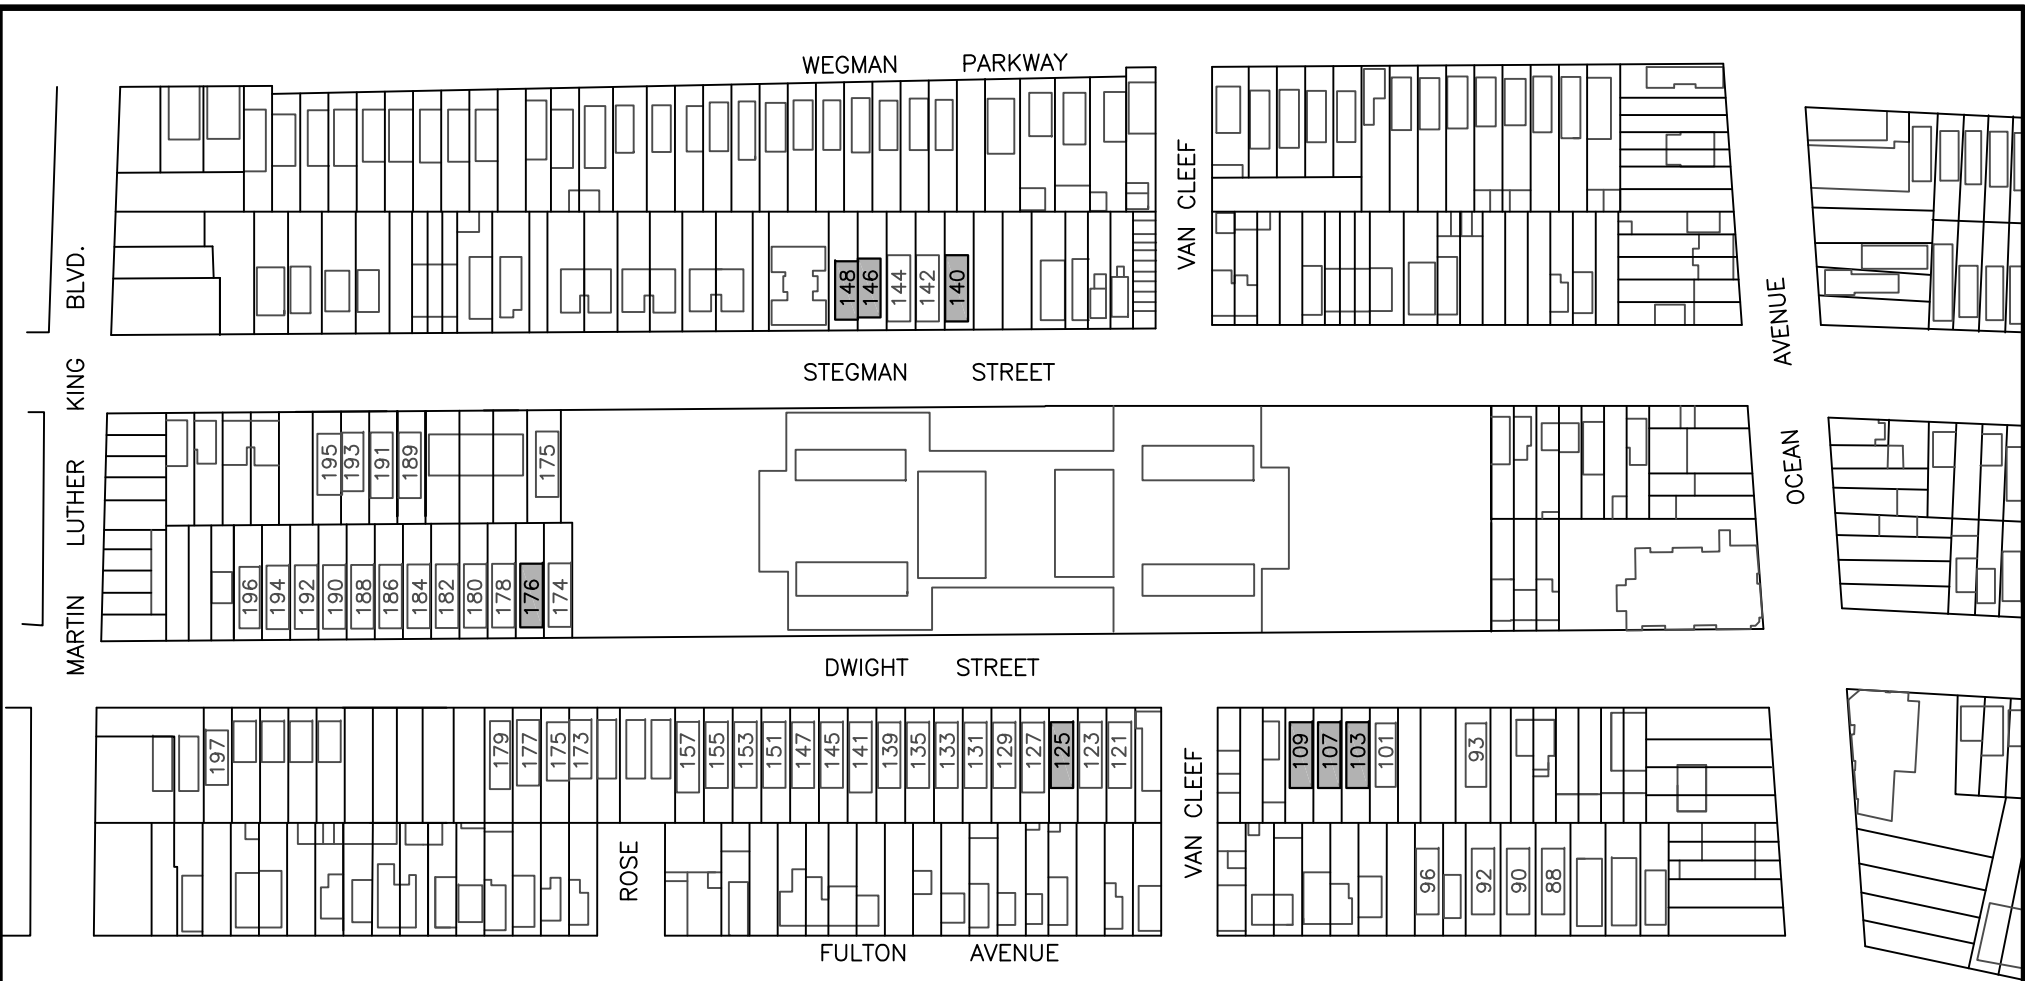 WEGMAN PARKWAY
VAN CLEEF
BLVD.
148 146 144 142 140
AVENUE
STEGMAN STREET
KING
LUTHER
OCEAN
195 193 191 189 175
MARTIN
196 194 192 190 188 186 184 182 180 178 176 174
DWIGHT STREET
197 179 177 175 173 157 155 153 151 147 145 141 139 135 133 131 129 127 125 123 121
109 107 103 101 93
VAN CLEEF
ROSE
96 92 90 88
FULTON AVENUE